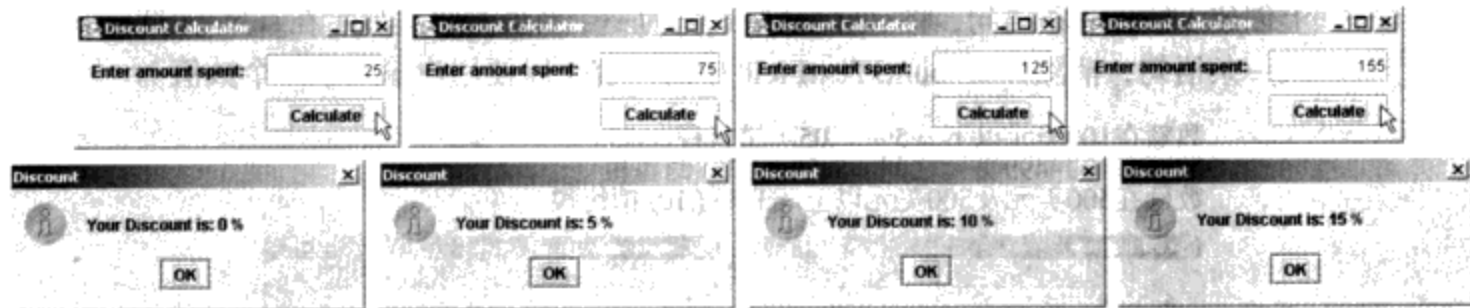 Discount Calculator
Enter amount spent: 25
Calculate
Discount Calculator
Enter amount spent: 75
Calculate
Discount Calculator
Enter amount spent: 125
Calculate
Discount Calculator
Enter amount spent: 155
Calculate
Discount
Your Discount is: 0 %
OK
Discount
Your Discount is: 5 %
OK
Discount
Your Discount is: 10 %
OK
Discount
Your Discount is: 15 %
OK